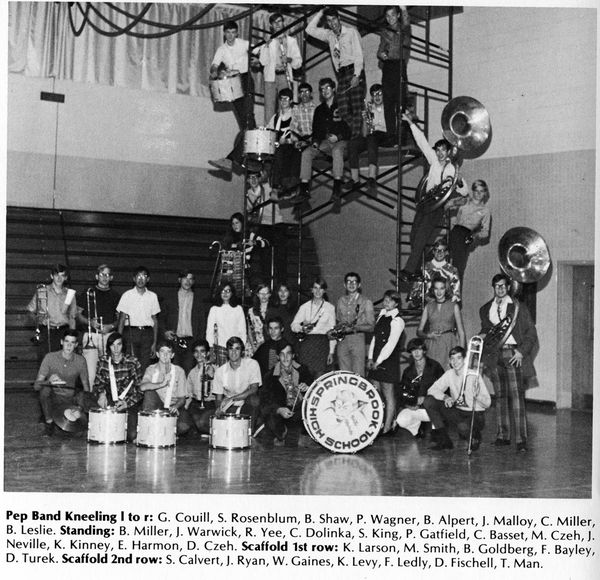 SPRINGBROOK
HIGH SCHOOL
Pep Band Kneeling l to r: G. Couill, S. Rosenblum, B. Shaw, P. Wagner, B. Alpert, J. Malloy, C. Miller,
B. Leslie. Standing: B. Miller, J. Warwick, R. Yee, C. Dolinka, S. King, P. Gatfield, C. Basset, M. Czeh, J.
Neville, K. Kinney, E. Harmon, D. Czeh. Scaffold 1st row: K. Larson, M. Smith, B. Goldberg, F. Bayley,
D. Turek. Scaffold 2nd row: S. Calvert, J. Ryan, W. Gaines, K. Levy, F. Ledly, D. Fischell, T. Man.